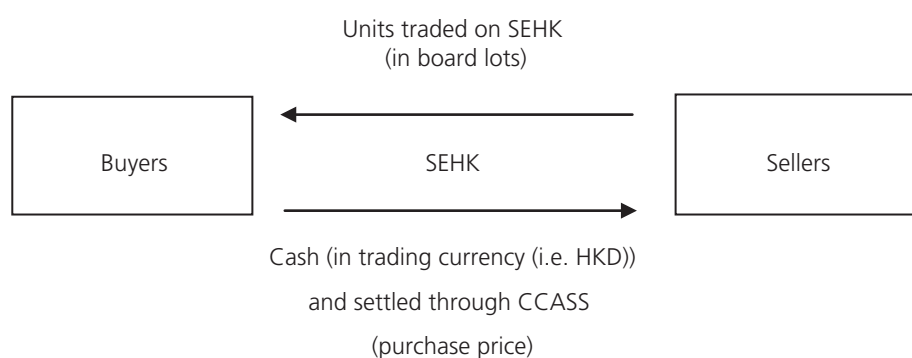 Units traded on SEHK
(in board lots)
Buyers
SEHK
Sellers
Cash (in trading currency (i.e. HKD))
and settled through CCASS
(purchase price)